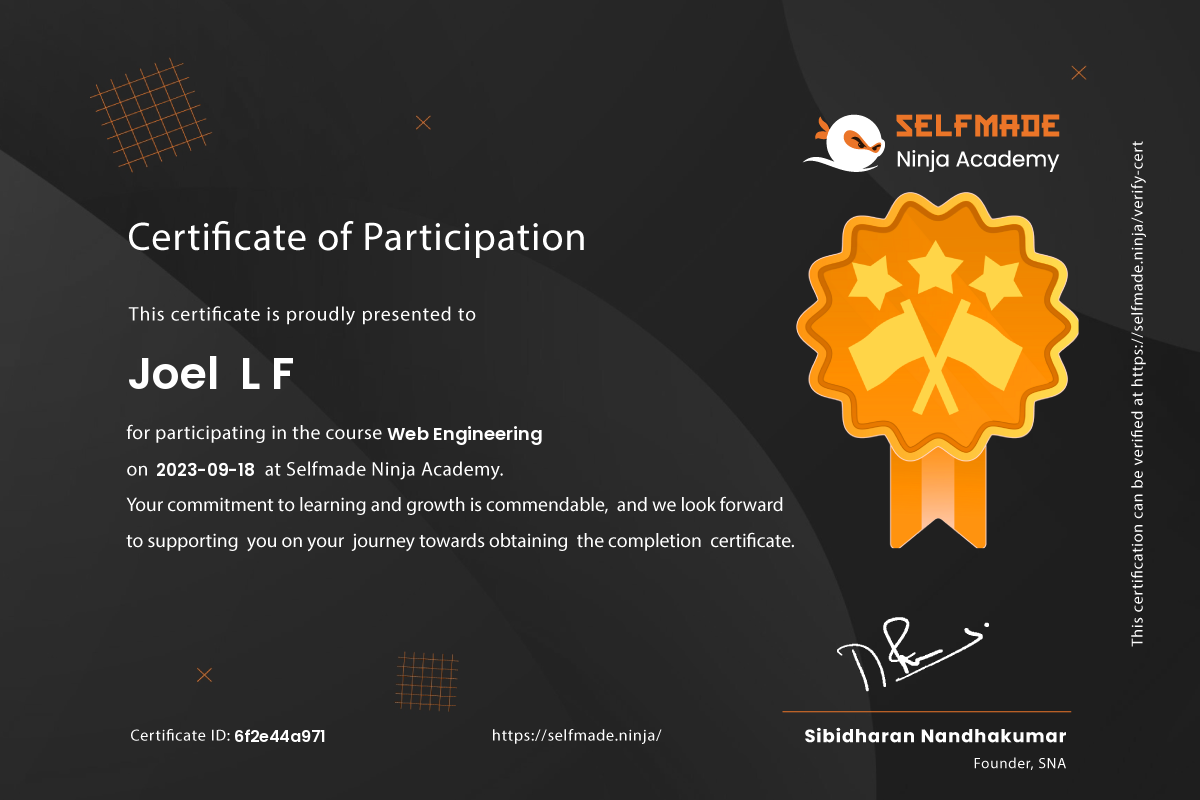 SELFMADE
Ninja Academy
Certificate of Participation
This certificate is proudly presented to
Joel L F
for participating in the course Web Engineering
on 2023-09-18 at Selfmade Ninja Academy.
Your commitment to learning and growth is commendable, and we look forward
to supporting you on your journey towards obtaining the completion certificate.
This certification can be verified at https://selfmade.ninja/verify-cert
Certificate ID: 6f2e44a971
https://selfmade.ninja/
Sibidharan Nandhakumar
Founder, SNA